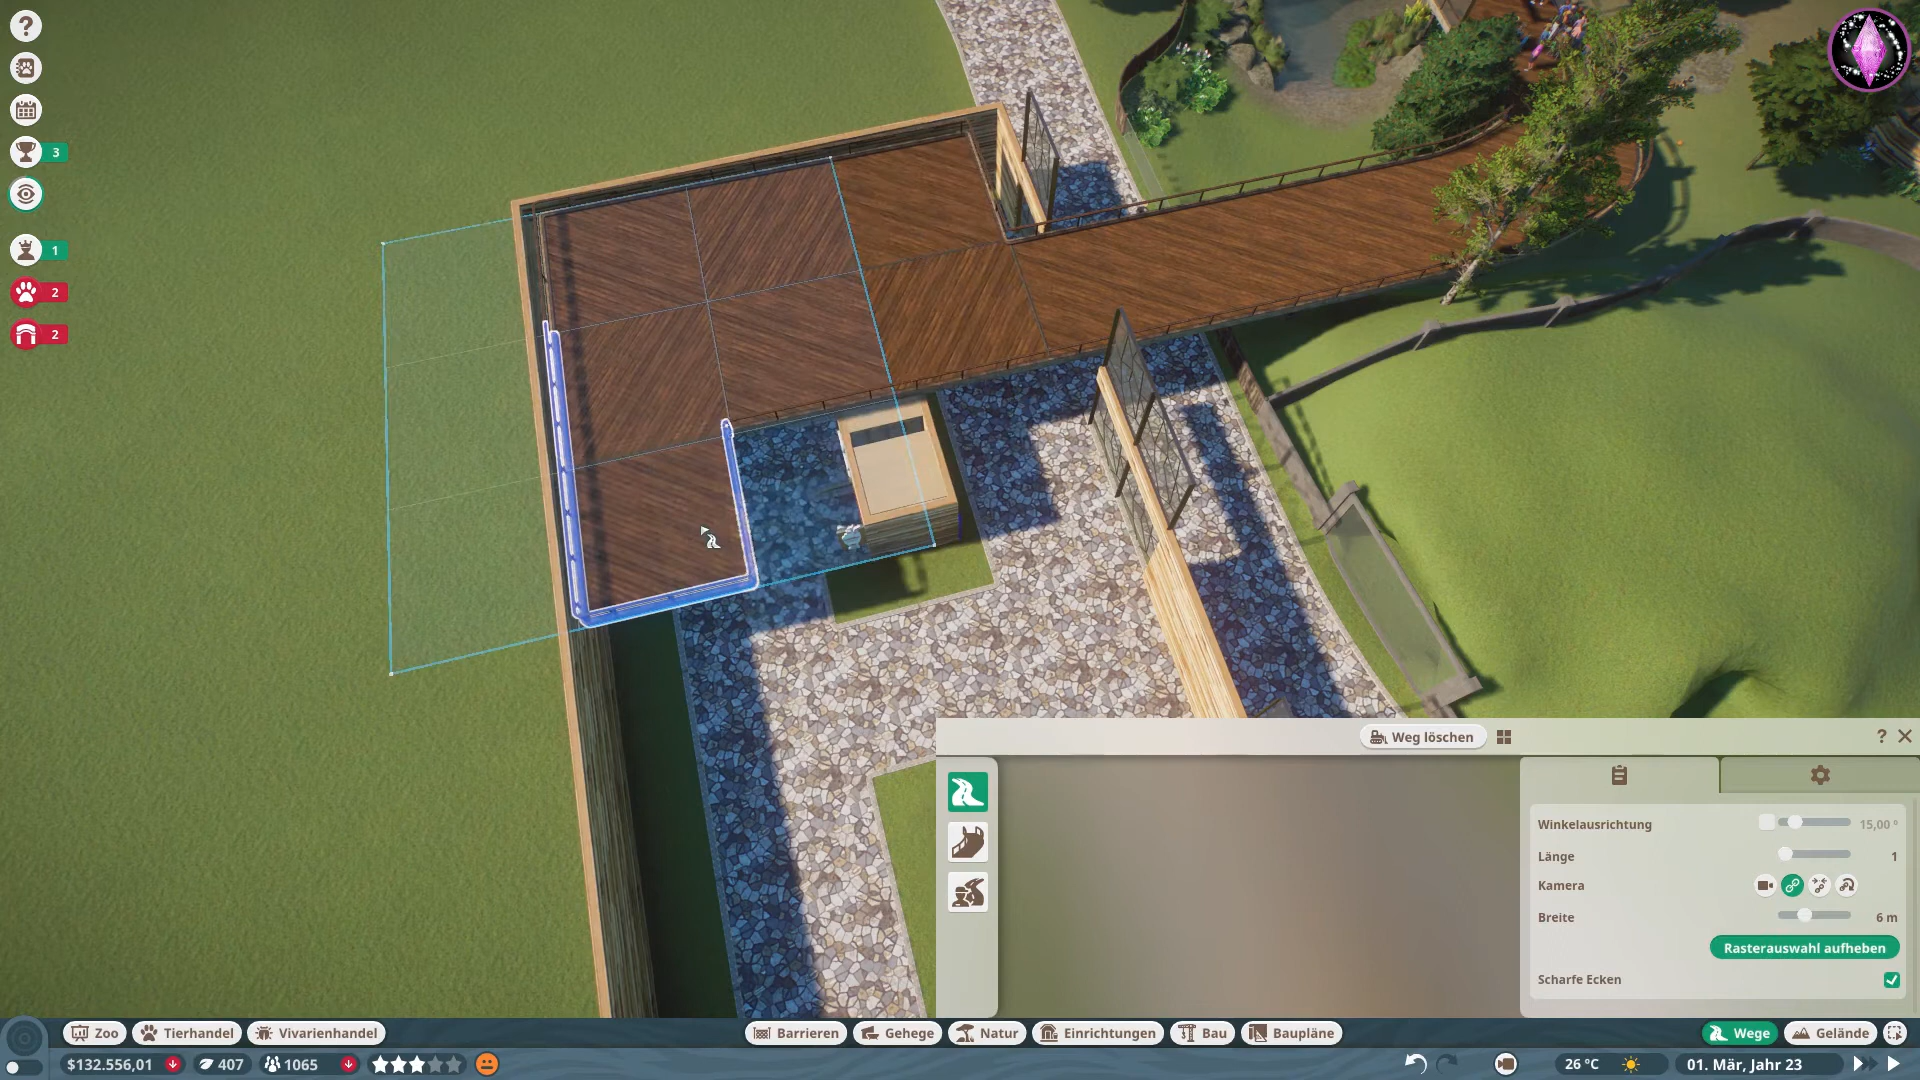 ?
3
1
2
2
Weg löschen
?
Winkelausrichtung
15,00 °
Länge
1
Kamera
Breite
6 m
Rasterauswahl aufheben
Scharfe Ecken
Zoo
Tierhandel
Vivarienhandel
Barrieren
Gehege
Natur
Einrichtungen
Bau
Baupläne
Wege
Gelände
$132.556,01
407
1065
26 °C
01. Mär, Jahr 23